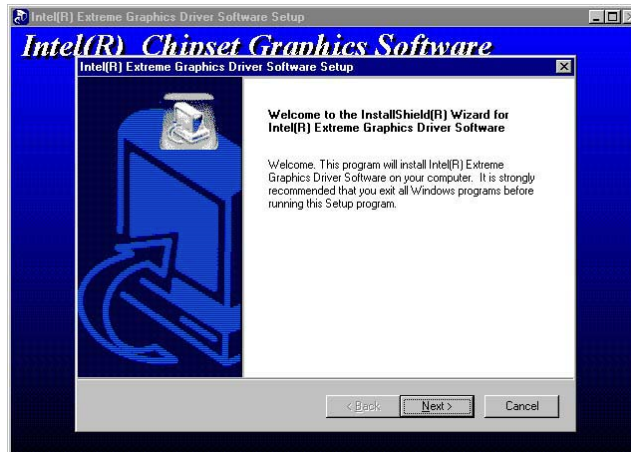 Intel(R) Extreme Graphics Driver Software Setup
Intel(R) Chipset Graphics Software
Intel(R) Extreme Graphics Driver Software Setup
Welcome to the InstallShield(R) Wizard for
Intel(R) Extreme Graphics Driver Software
Welcome. This program will install Intel(R) Extreme
Graphics Driver Software on your computer. It is strongly
recommended that you exit all Windows programs before
running this Setup program.
< Back
Next >
Cancel